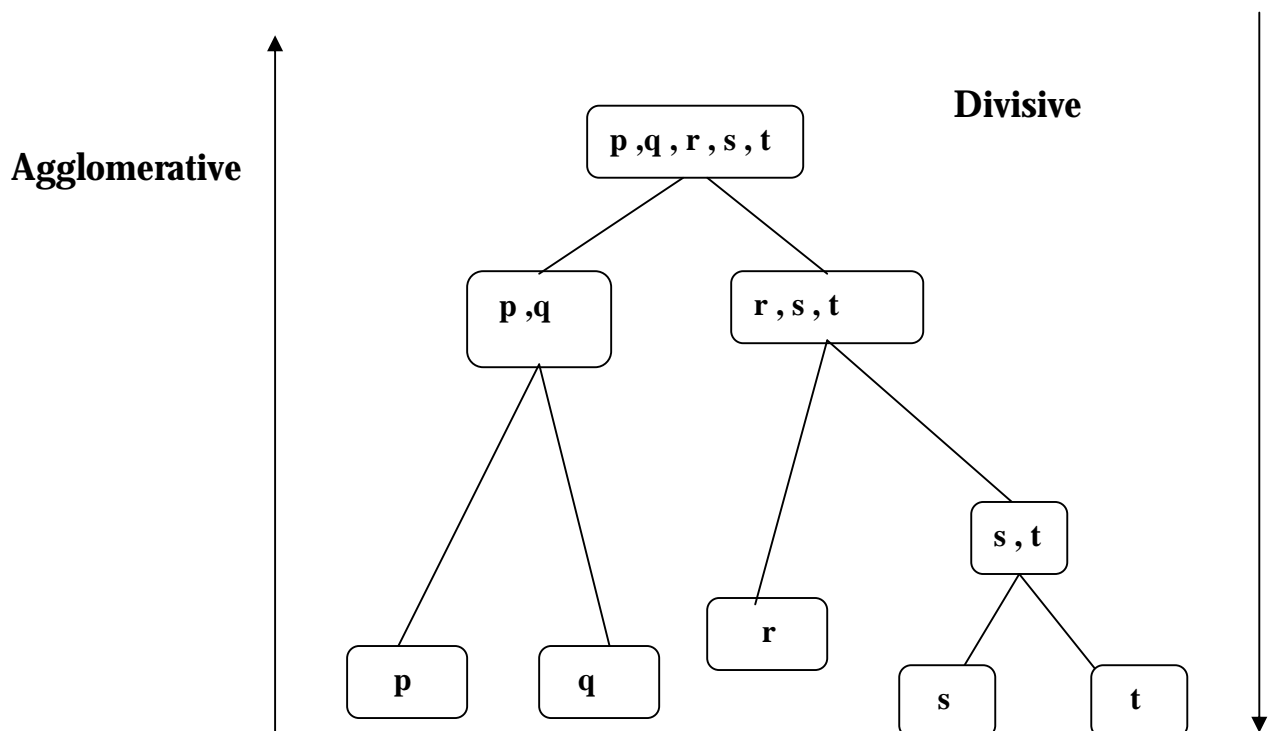 Divisive
p ,q , r , s , t
Agglomerative
p ,q
r , s , t
s , t
r
p
q
s
t